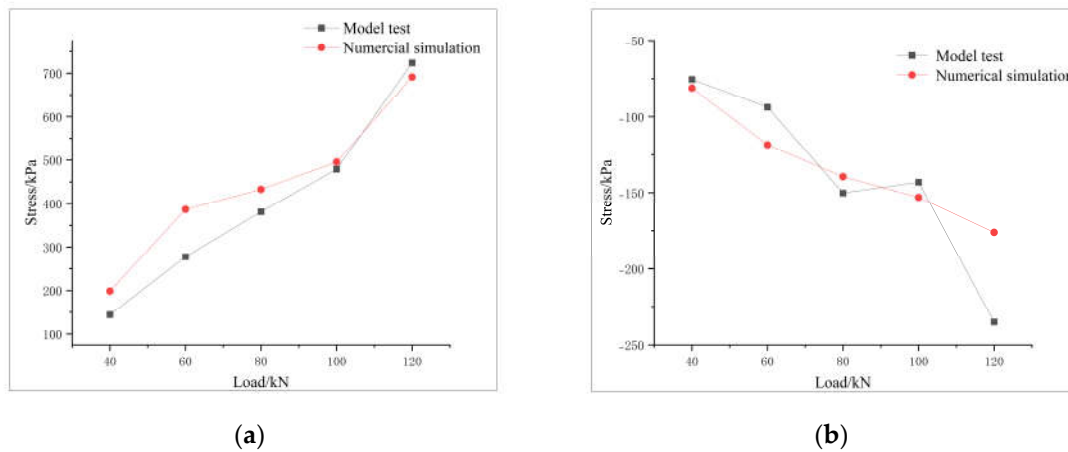 Model test
Numercial simulation
700
600
500
400
300
200
100
Stress/kPa
40 60 80 100 120
Load/kN
(a)
Model test
Numerical simulation
-50
-100
-150
-200
-250
Stress/kPa
40 60 80 100 120
Load/kN
(b)